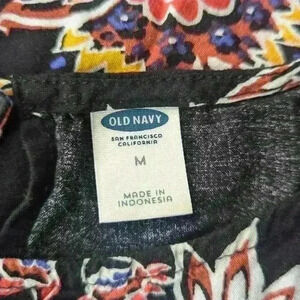 OLD NAVY
SAN FRANCISCO
CALIFORNIA
M
MADE IN
INDONESIA